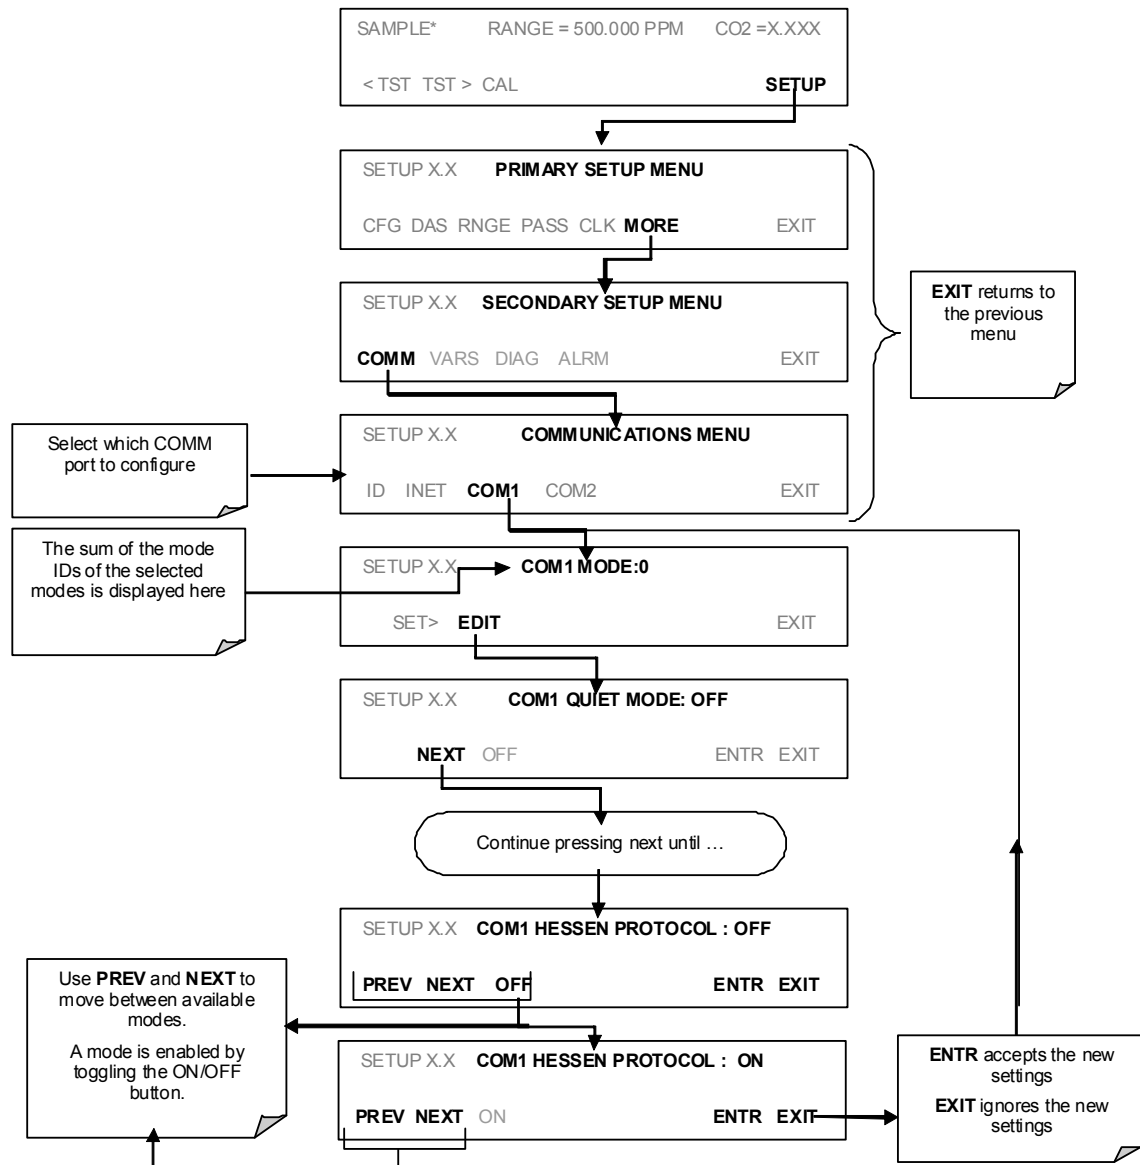 SAMPLE* RANGE = 500.000 PPM CO2 =X.XXX
< TST TST > CAL SETUP
SETUP X.X PRIMARY SETUP MENU
CFG DAS RNGE PASS CLK MORE EXIT
SETUP X.X SECONDARY SETUP MENU
COMM VARS DIAG ALRM EXIT
EXIT returns to
the previous
menu
SETUP X.X COMMUNICATIONS MENU
ID INET COM1 COM2 EXIT
Select which COMM
port to configure
The sum of the mode
IDs of the selected
modes is displayed here
SETUP X.X COM1 MODE:0
SET> EDIT EXIT
SETUP X.X COM1 QUIET MODE: OFF
NEXT OFF ENTR EXIT
Continue pressing next until …
SETUP X.X COM1 HESSEN PROTOCOL : OFF
PREV NEXT OFF ENTR EXIT
Use PREV and NEXT to
move between available
modes.
A mode is enabled by
toggling the ON/OFF
button.
SETUP X.X COM1 HESSEN PROTOCOL : ON
PREV NEXT ON ENTR EXIT
ENTR accepts the new
settings
EXIT ignores the new
settings